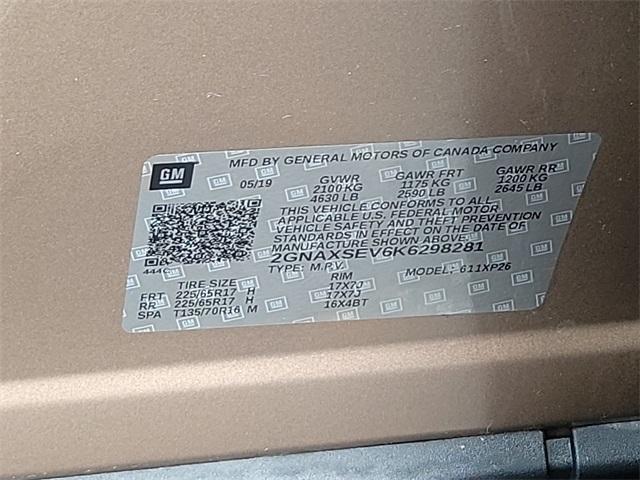 MFD BY GENERAL MOTORS OF CANADA COMPANY
GM
05/19 GVWR GAWR FRT GAWR RR
2100 KG 1175 KG 1200 KG
4630 LB 2590 LB 2645 LB
THIS VEHICLE CONFORMS TO ALL
APPLICABLE U.S. FEDERAL MOTOR
VEHICLE SAFETY AND THEFT PREVENTION
STANDARDS IN EFFECT ON THE DATE OF
MANUFACTURE SHOWN ABOVE.
2GNAXSEV6K6298281
TYPE: M.P.V. MODEL: 611XP26
TIRE SIZE RIM
FRT 225/65R17 H 17X7J
RR 225/65R17 H 17X7J
SPA T135/70R16 M 16X4BT